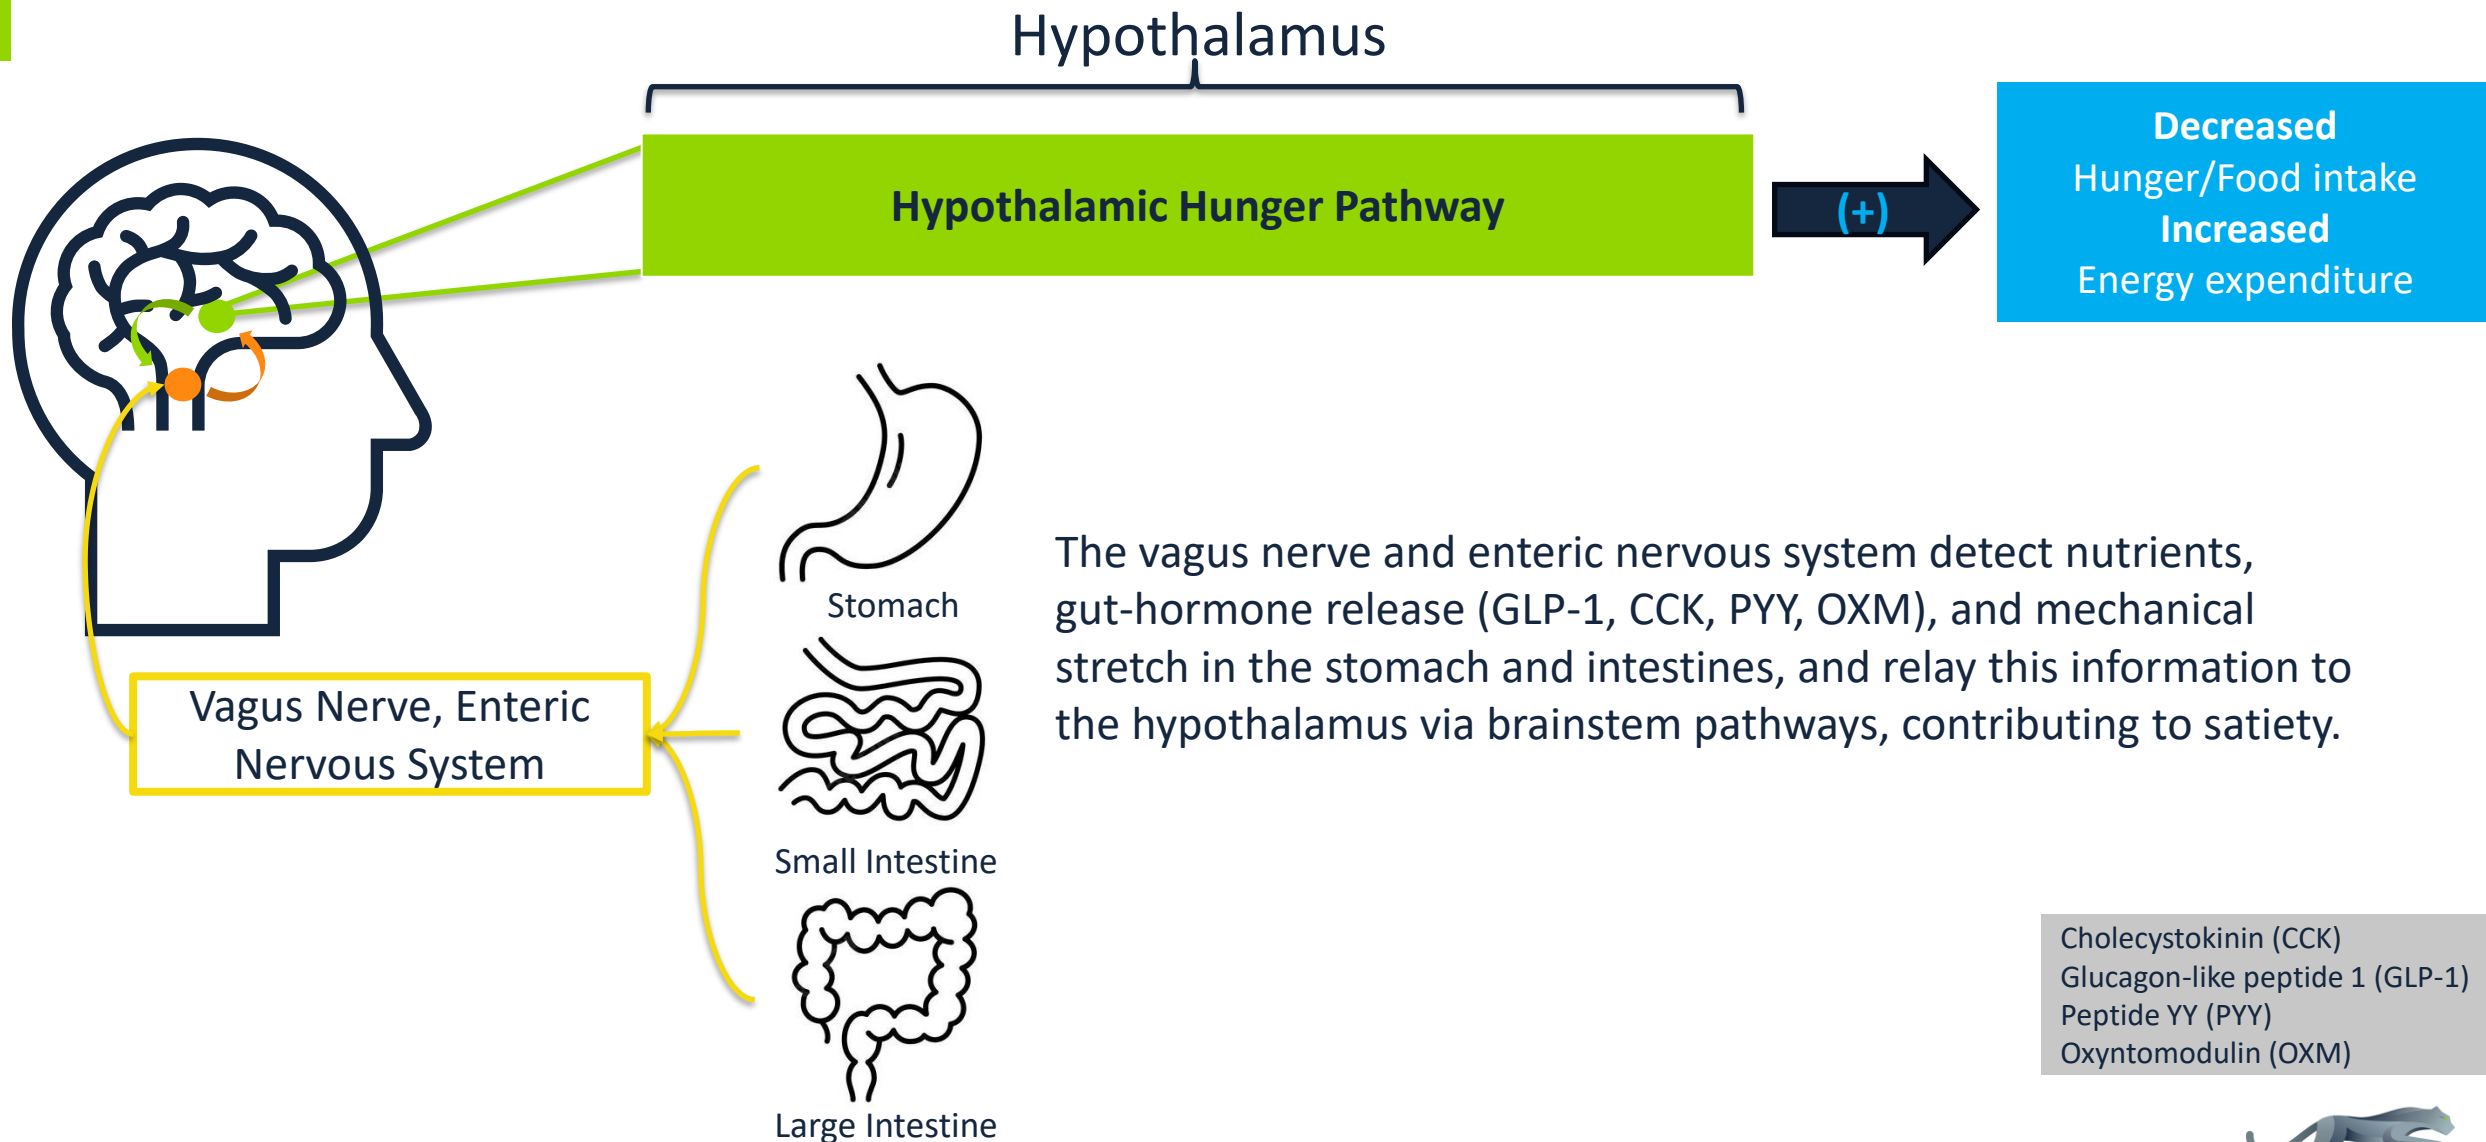 Hypothalamus
Hypothalamic Hunger Pathway
(+)
Decreased
Hunger/Food intake
Increased
Energy expenditure
Stomach
The vagus nerve and enteric nervous system detect nutrients,
gut-hormone release (GLP-1, CCK, PYY, OXM), and mechanical
stretch in the stomach and intestines, and relay this information to
the hypothalamus via brainstem pathways, contributing to satiety.
Vagus Nerve, Enteric
Nervous System
Small Intestine
Large Intestine
Cholecystokinin (CCK)
Glucagon-like peptide 1 (GLP-1)
Peptide YY (PYY)
Oxyntomodulin (OXM)